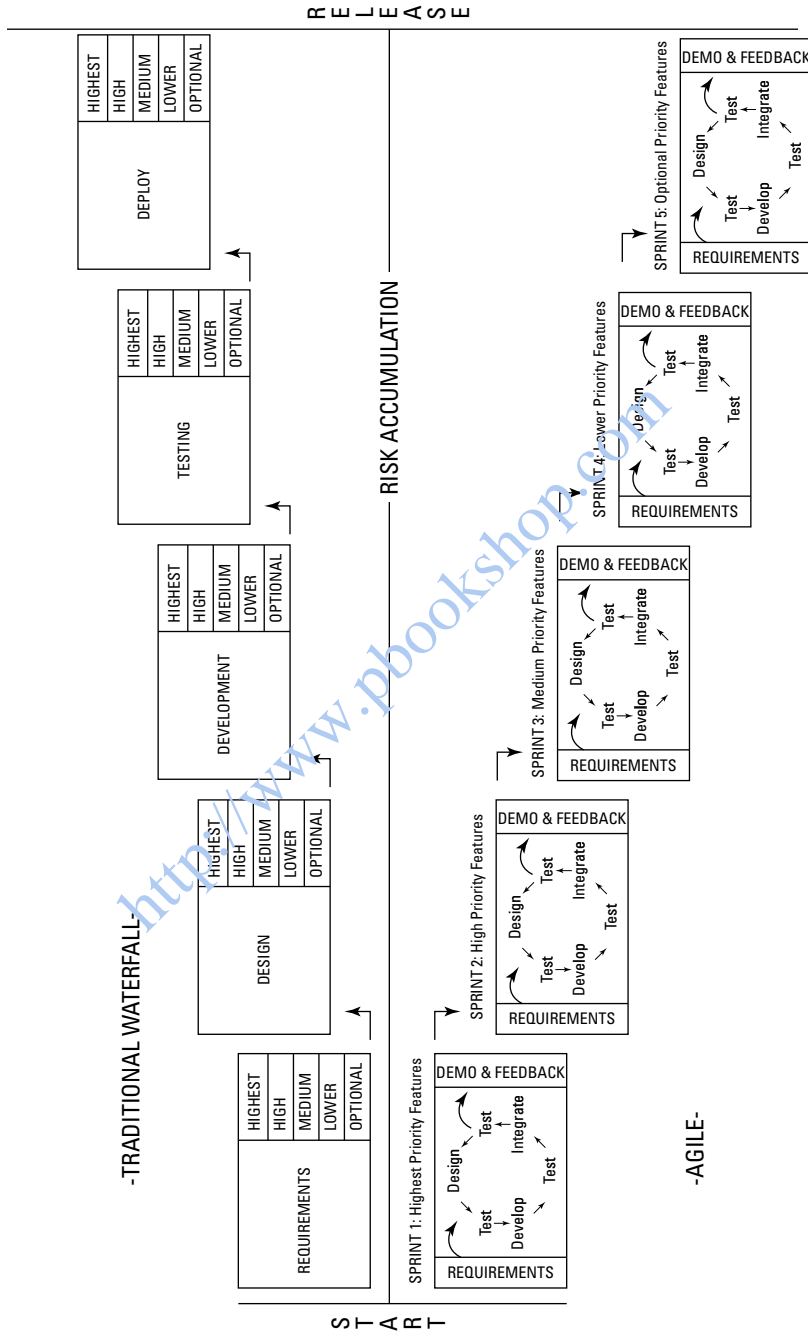 -TRADITIONAL WATERFALL-
START
REQUIREMENTS
HIGHEST
HIGH
MEDIUM
LOWER
OPTIONAL
DESIGN
HIGHEST
HIGH
MEDIUM
LOWER
OPTIONAL
DEVELOPMENT
HIGHEST
HIGH
MEDIUM
LOWER
OPTIONAL
TESTING
HIGHEST
HIGH
MEDIUM
LOWER
OPTIONAL
DEPLOY
HIGHEST
HIGH
MEDIUM
LOWER
OPTIONAL
RELEASE
RISK ACCUMULATION
SPRINT 1: Highest Priority Features
REQUIREMENTS
Design
Test
Develop
Test
Integrate
Test
DEMO & FEEDBACK
SPRINT 2: High Priority Features
REQUIREMENTS
Design
Test
Develop
Test
Integrate
Test
DEMO & FEEDBACK
SPRINT 3: Medium Priority Features
REQUIREMENTS
Design
Test
Develop
Test
Integrate
Test
DEMO & FEEDBACK
SPRINT 4: Lower Priority Features
REQUIREMENTS
Design
Test
Develop
Test
Integrate
Test
DEMO & FEEDBACK
SPRINT 5: Optional Priority Features
REQUIREMENTS
Design
Test
Develop
Test
Integrate
Test
DEMO & FEEDBACK
-AGILE-
http://www.pbookshop.com